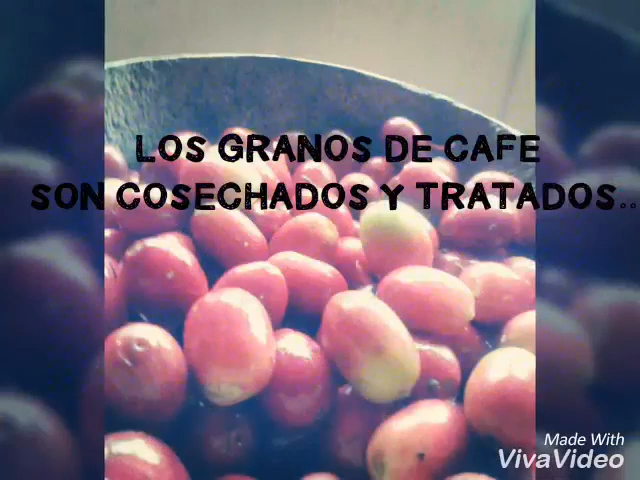 LOS GRANOS DE CAFE
SON COSECHADOS Y TRATADOS..
Made With
VivaVideo